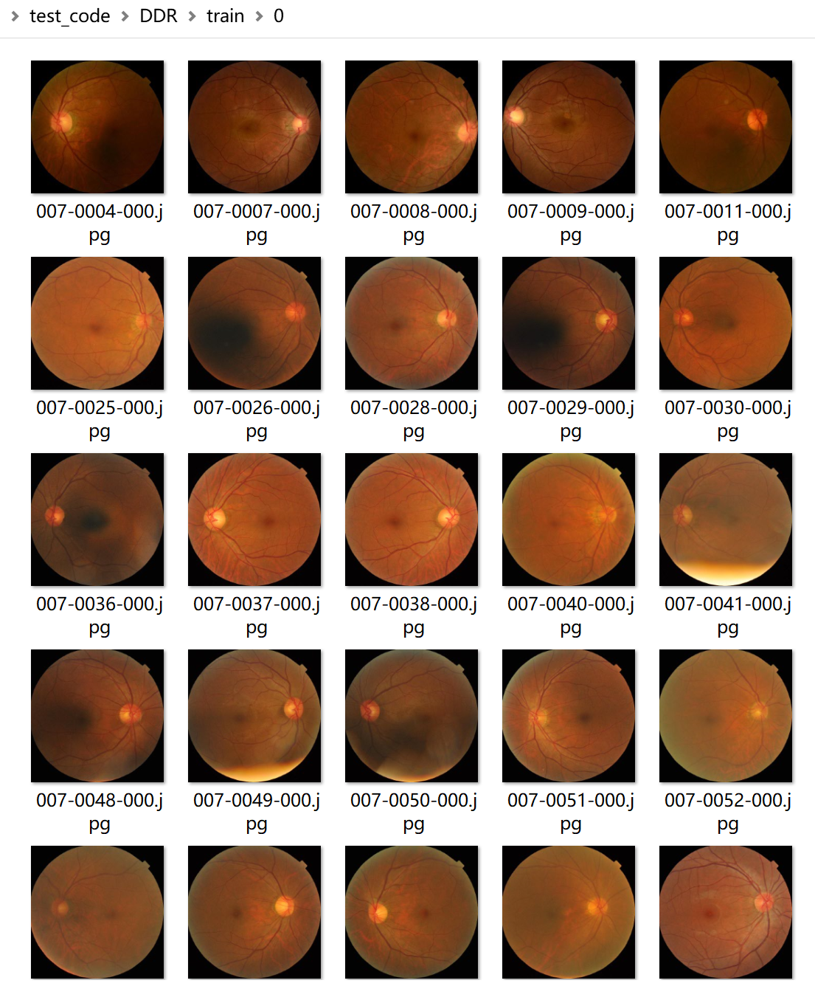 test_code > DDR > train > 0
007-0004-000.j
pg
007-0007-000.j
pg
007-0008-000.j
pg
007-0009-000.j
pg
007-0011-000.j
pg
007-0025-000.j
pg
007-0026-000.j
pg
007-0028-000.j
pg
007-0029-000.j
pg
007-0030-000.j
pg
007-0036-000.j
pg
007-0037-000.j
pg
007-0038-000.j
pg
007-0040-000.j
pg
007-0041-000.j
pg
007-0048-000.j
pg
007-0049-000.j
pg
007-0050-000.j
pg
007-0051-000.j
pg
007-0052-000.j
pg